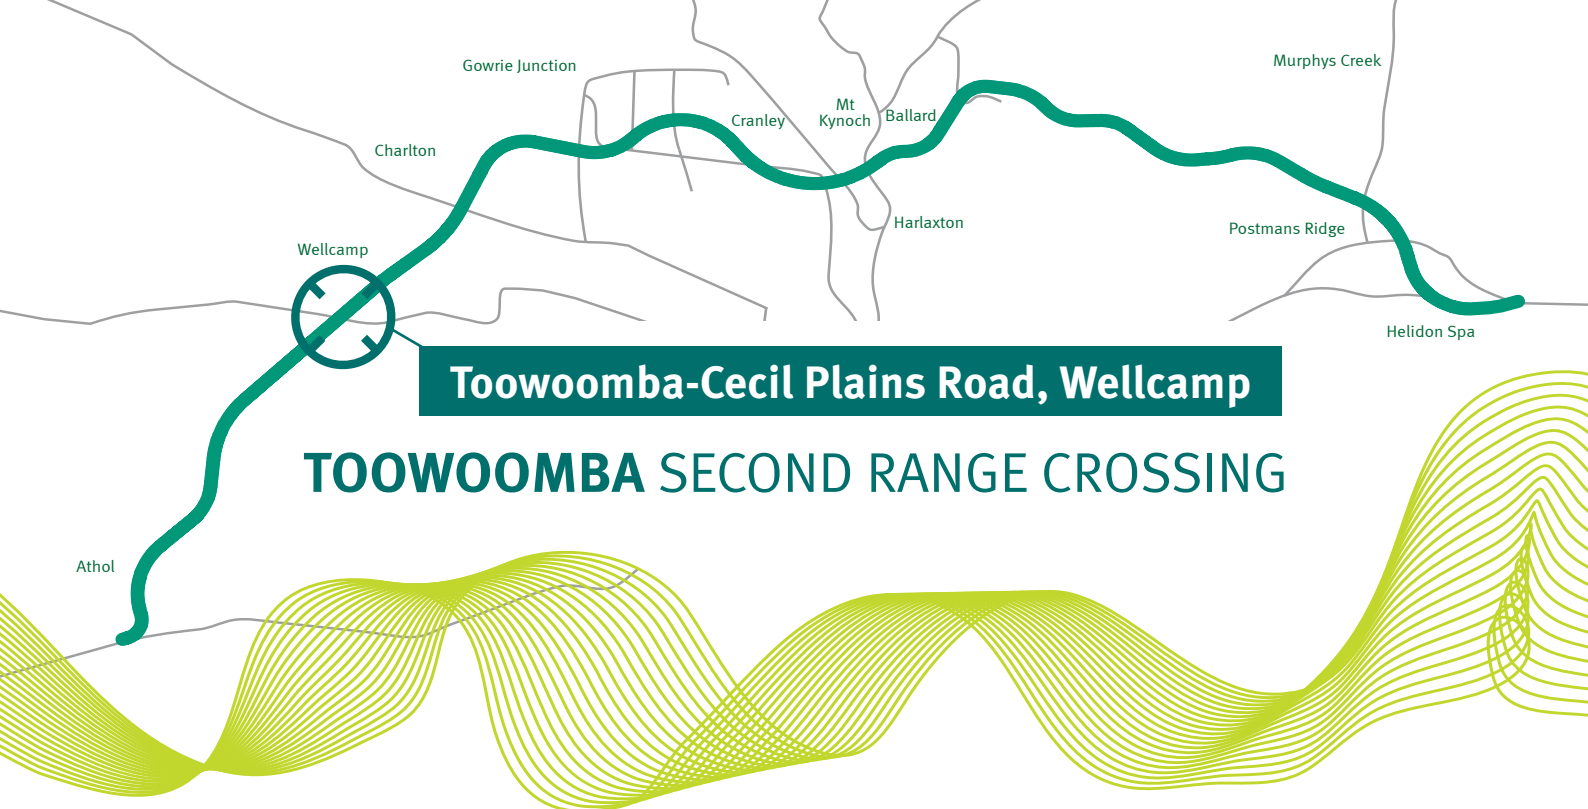 Gowrie Junction
Murphys Creek
Mt
Kynoch
Ballard
Cranley
Charlton
Harlaxton
Postmans Ridge
Wellcamp
Helidon Spa
Toowoomba-Cecil Plains Road, Wellcamp
TOOWOOMBA SECOND RANGE CROSSING
Athol